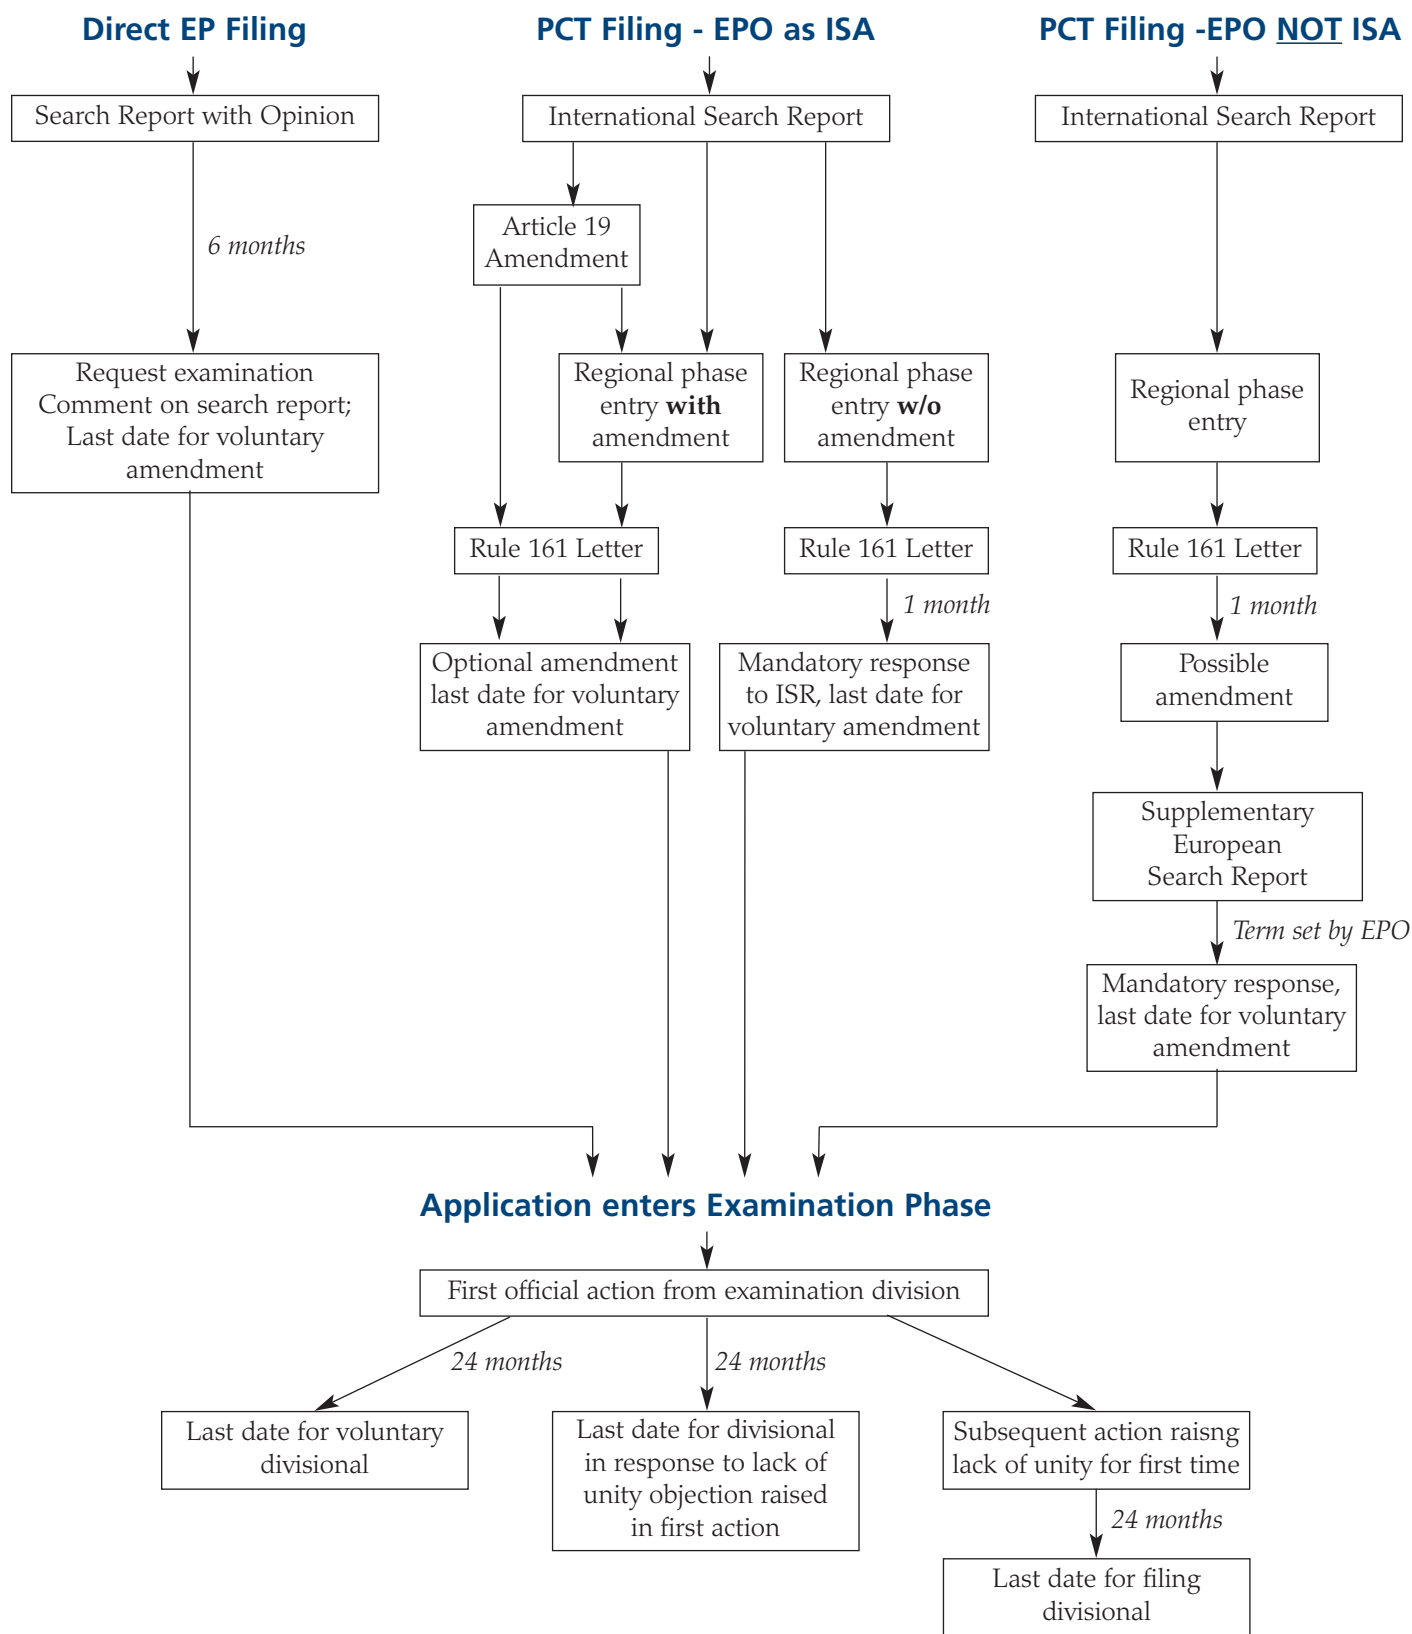 Direct EP Filing
Search Report with Opinion
6 months
Request examination
Comment on search report;
Last date for voluntary
amendment
PCT Filing - EPO as ISA
International Search Report
Article 19
Amendment
Regional phase
entry with
amendment
Regional phase
entry w/o
amendment
Rule 161 Letter
Rule 161 Letter
1 month
Optional amendment
last date for voluntary
amendment
Mandatory response
to ISR, last date for
voluntary amendment
PCT Filing -EPO NOT ISA
International Search Report
Regional phase
entry
Rule 161 Letter
1 month
Possible
amendment
Supplementary
European
Search Report
Term set by EPO
Mandatory response,
last date for voluntary
amendment
Application enters Examination Phase
First official action from examination division
24 months
24 months
Last date for voluntary
divisional
Last date for divisional
in response to lack of
unity objection raised
in first action
Subsequent action raisng
lack of unity for first time
24 months
Last date for filing
divisional